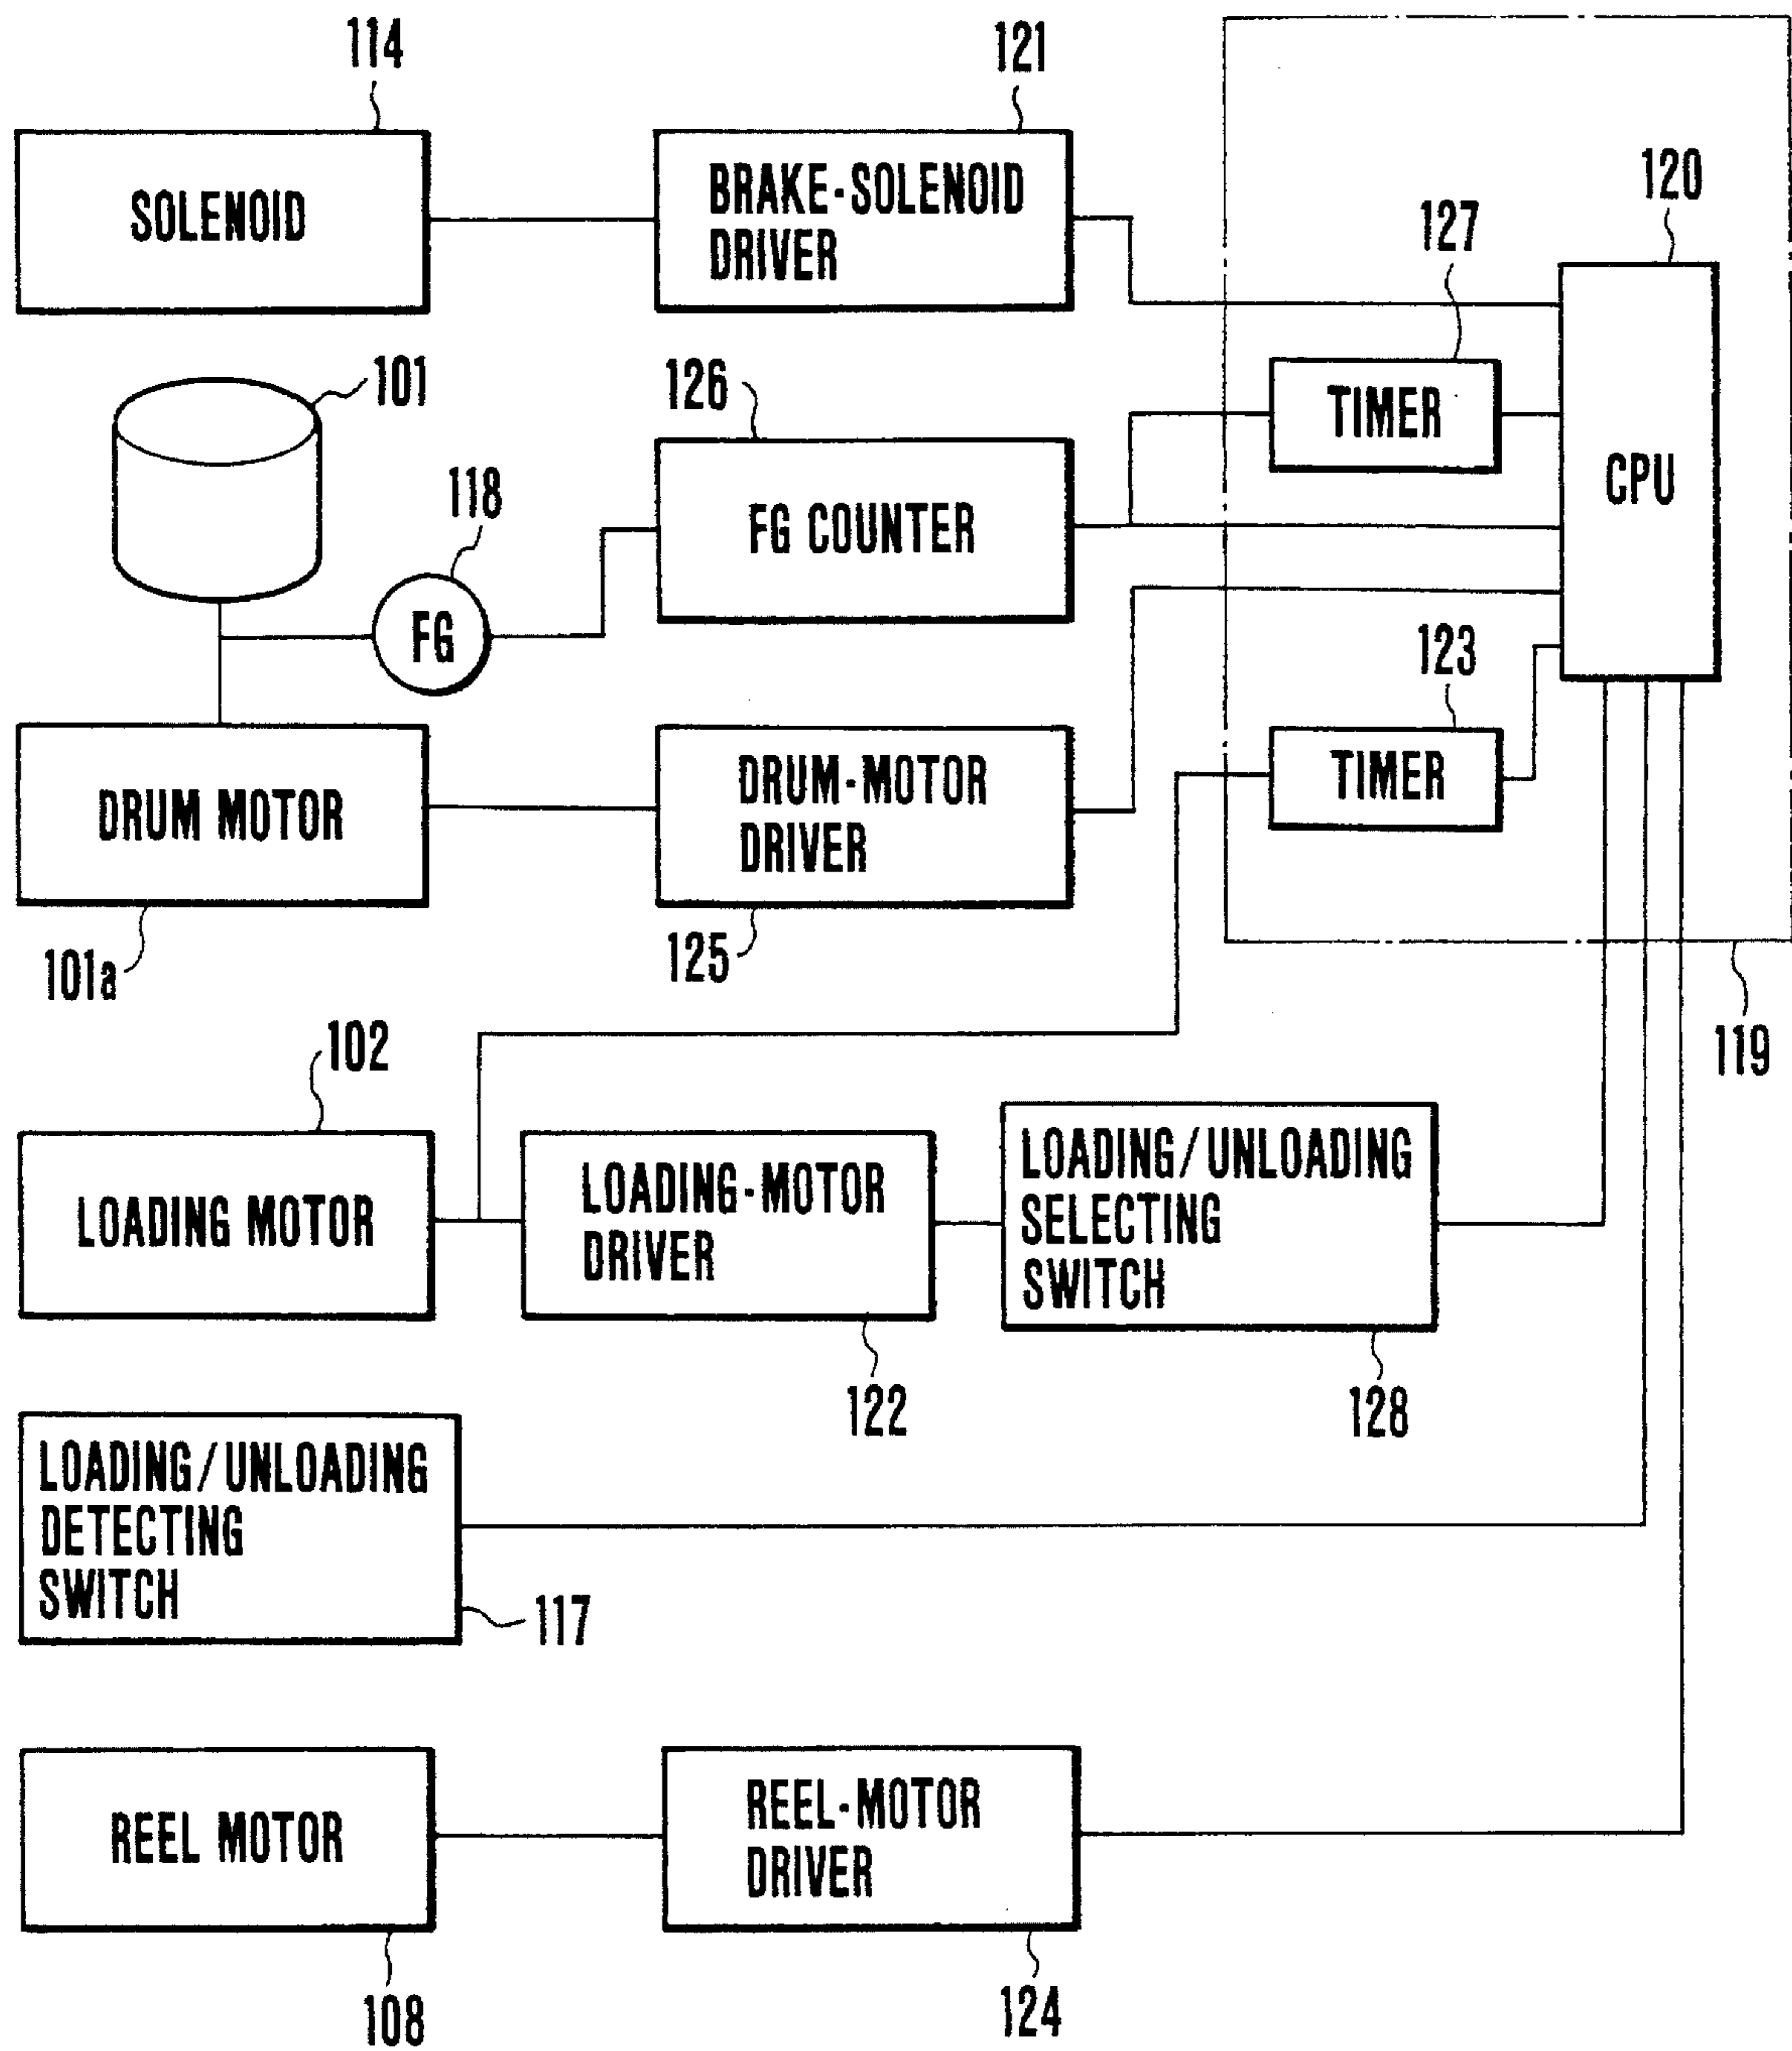 114
121
SOLENOID
BRAKE-SOLENOID
DRIVER
120
127
101
126
TIMER
118
FG COUNTER
CPU
FG
123
DRUM MOTOR
DRUM-MOTOR
DRIVER
TIMER
101a
125
119
102
LOADING MOTOR
LOADING-MOTOR
DRIVER
LOADING/UNLOADING
SELECTING
SWITCH
122
128
LOADING/UNLOADING
DETECTING
SWITCH
117
REEL MOTOR
REEL-MOTOR
DRIVER
108
124